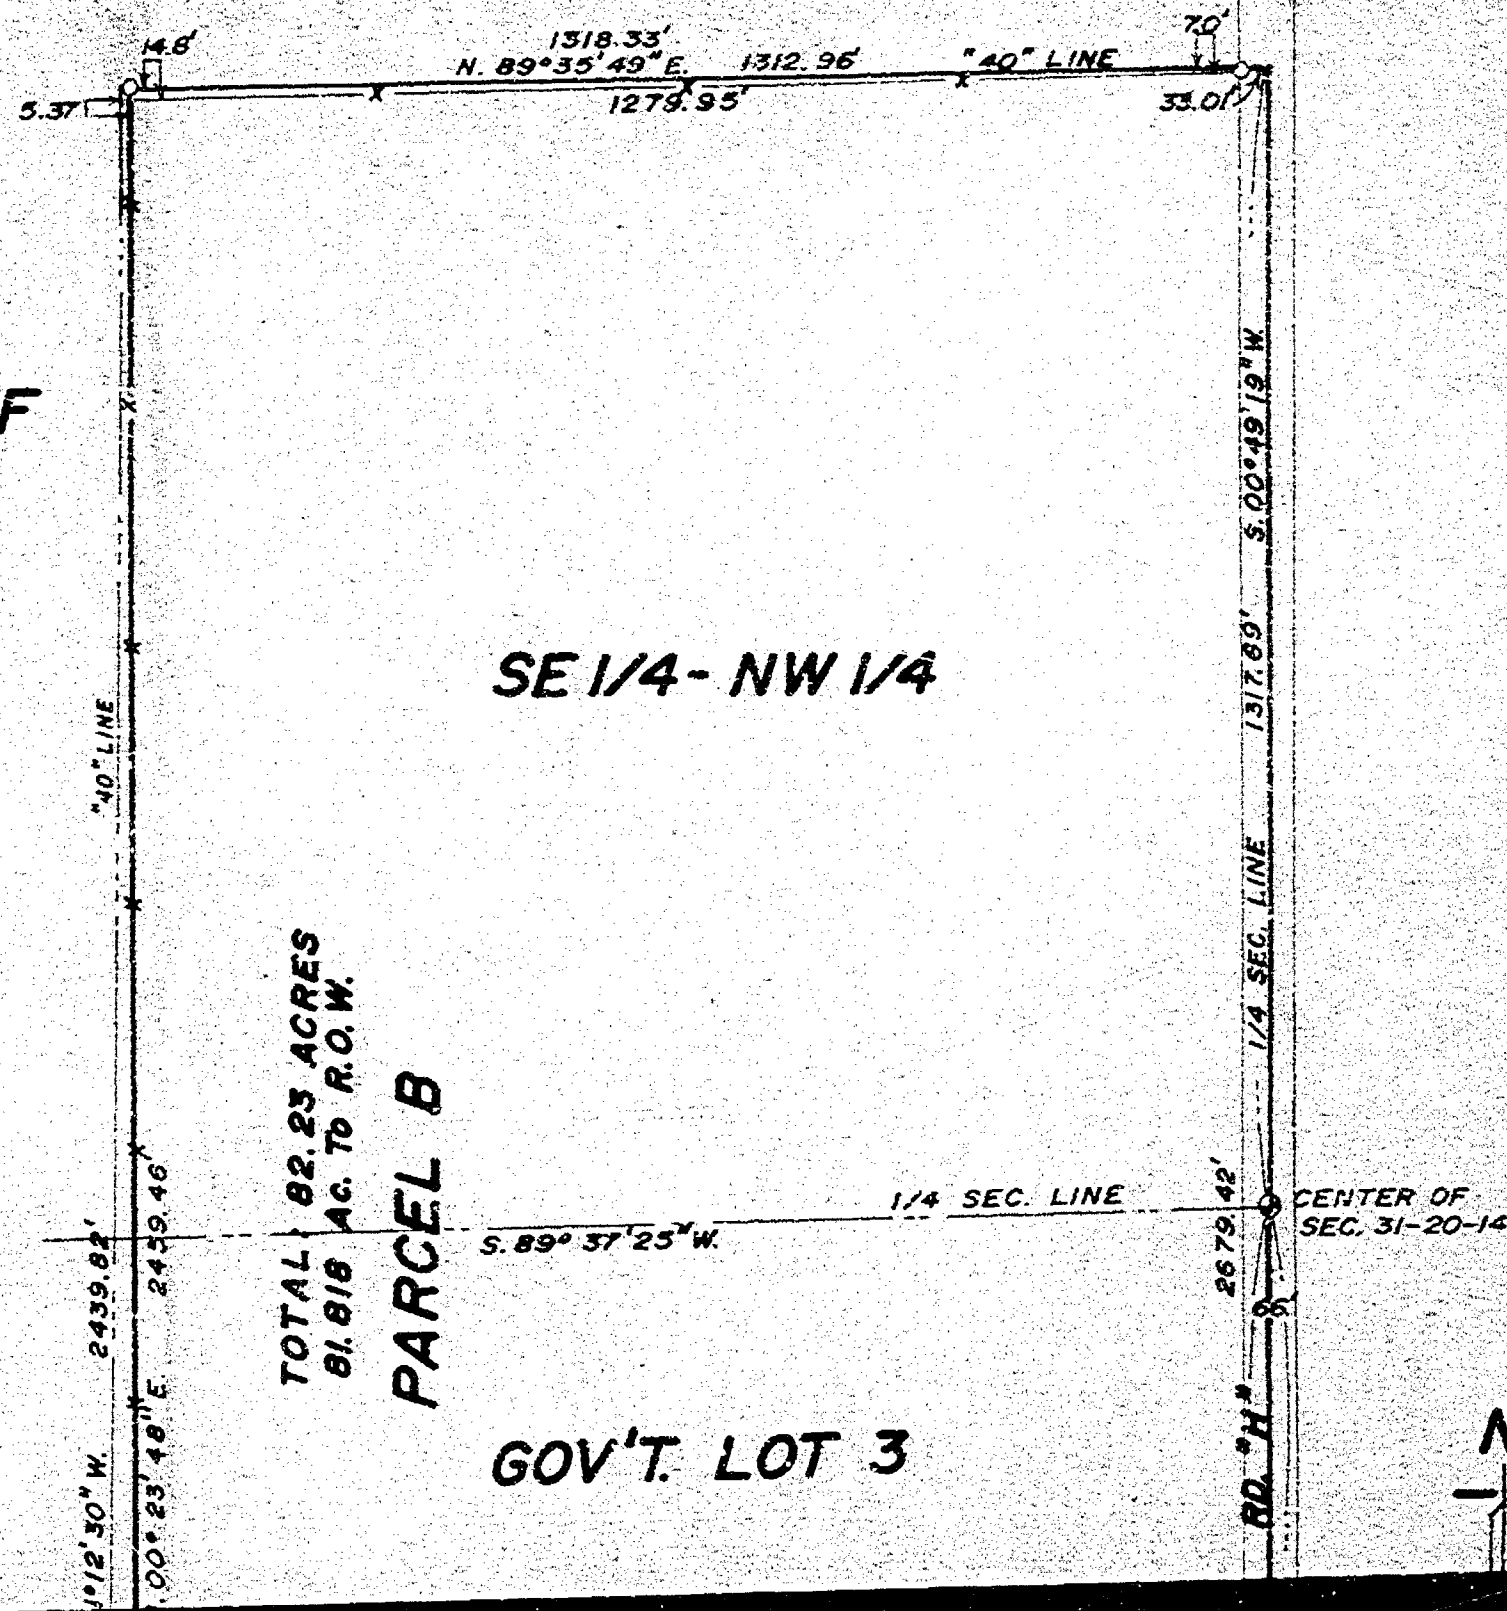 14.8'
1318.33'
N. 89°35'49" E. 1312.96' "40" LINE
7.0'
5.37'
1279.95'
33.01'
F
S. 00°49'19" W.
1317.69'
1/4 SEC. LINE
SE 1/4 - NW 1/4
"40" LINE
TOTAL: 82.23 ACRES
81.818 AC. To R.O.W.
PARCEL B
1/4 SEC. LINE
S. 89° 37' 25" W.
CENTER OF
SEC. 31-20-14
2679.42'
66'
2439.82'
2459.46'
1°12'30" W.
.00°23'48" E.
GOV'T. LOT 3
RD. "H"
N